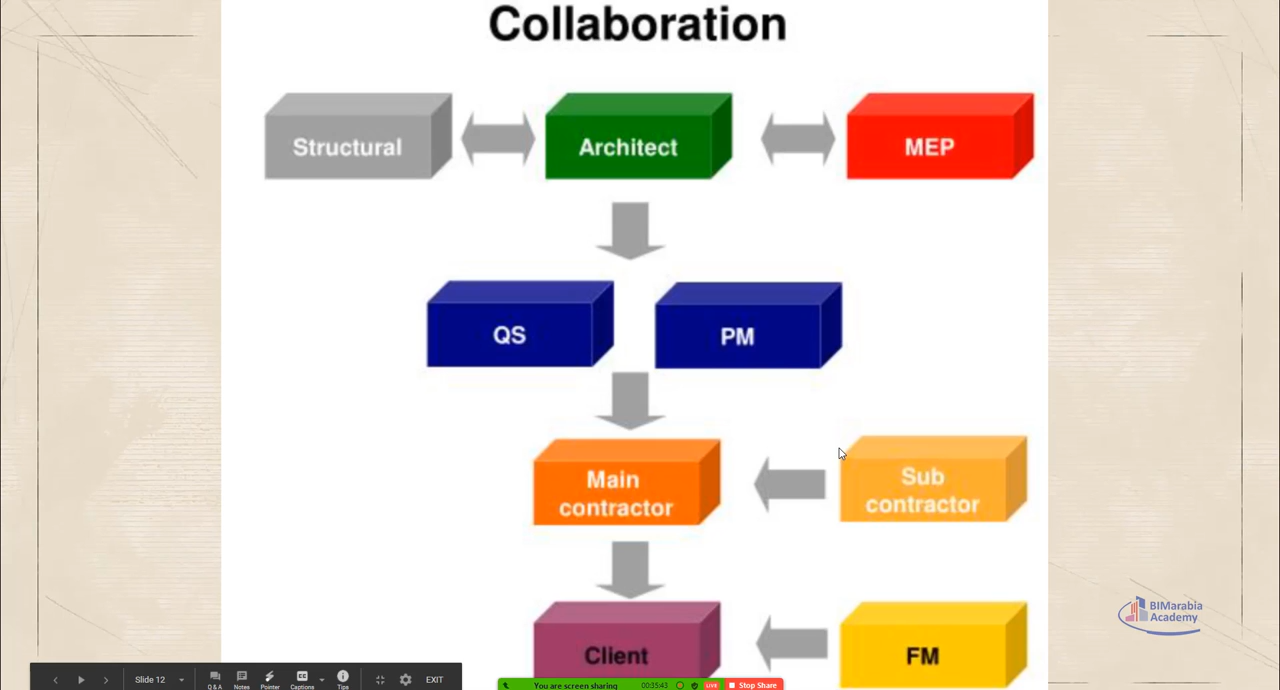 Collaboration
Structural
Architect
MEP
QS
PM
Main
contractor
Sub
contractor
Client
FM
BIMarabia
Academy
Slide 12
Q & A
Notes
Pointer
Captions
Tips
EXIT
You are screen sharing
00:35:43
LIVE
Stop Share